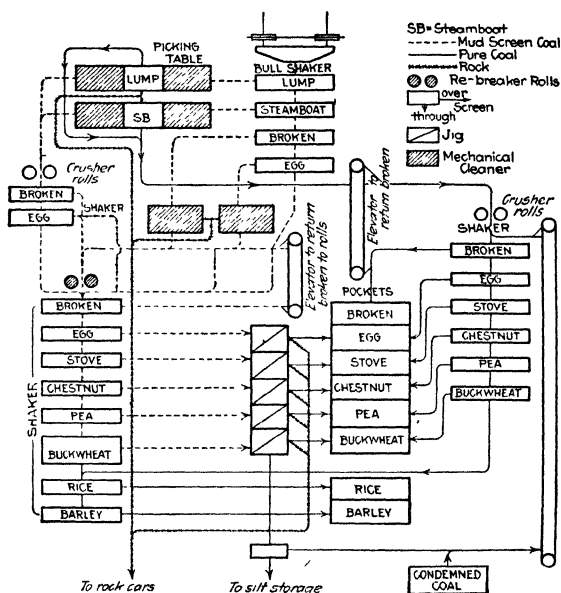 SB=Steamboat
Mud Screen Coal
Pure Coal
Rock
Re-breaker Rolls
over
Screen
through
Jig
Mechanical
Cleaner
PICKING
TABLE
LUMP
SB
BULL SHAKER
LUMP
STEAMBOAT
BROKEN
EGG
Crusher
rolls
BROKEN
EGG
SHAKER
Elevator to return
broken to rolls
Elevator to
return broken
Crusher
rolls
SHAKER
BROKEN
EGG
STOVE
CHESTNUT
PEA
BUCKWHEAT
SHAKER
BROKEN
EGG
STOVE
CHESTNUT
PEA
BUCKWHEAT
RICE
BARLEY
POCKETS
BROKEN
EGG
STOVE
CHESTNUT
PEA
BUCKWHEAT
RICE
BARLEY
To rock cars
To silt storage
CONDEMNED
COAL